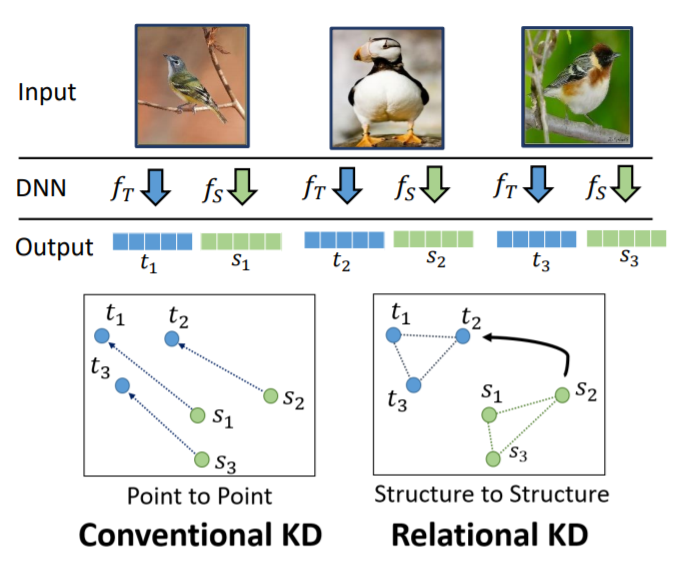 Input
DNN f_T f_S f_T f_S f_T f_S
Output
t_1 s_1 t_2 s_2 t_3 s_3
t_1 t_2
t_3
s_2
s_1
s_3
Point to Point
Conventional KD
t_1 t_2
t_3
s_1 s_2
s_3
Structure to Structure
Relational KD